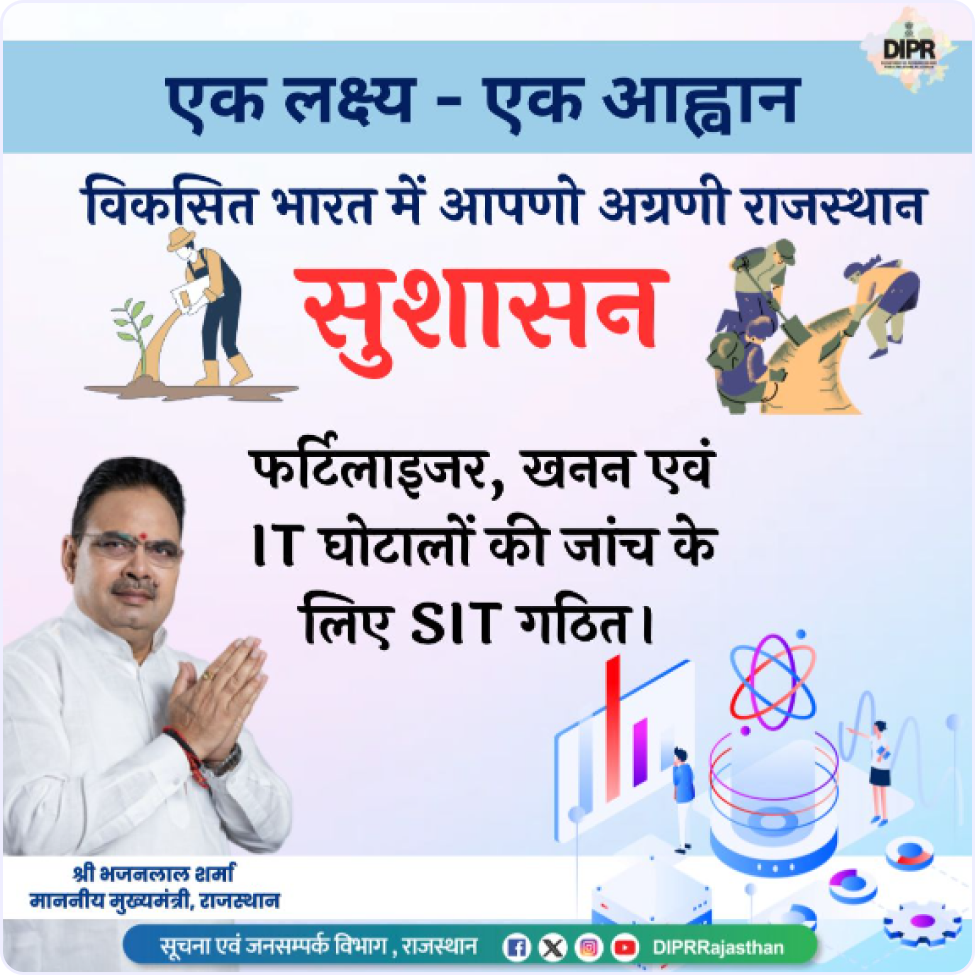 DIPR
एक लक्ष्य - एक आह्वान
विकसित भारत में आपणो अग्रणी राजस्थान
सुशासन
फर्टिलाइजर, खनन एवं
IT घोटालों की जांच के
लिए SIT गठित।
श्री भजनलाल शर्मा
माननीय मुख्यमंत्री, राजस्थान
सूचना एवं जनसम्पर्क विभाग , राजस्थान DIPRRajasthan